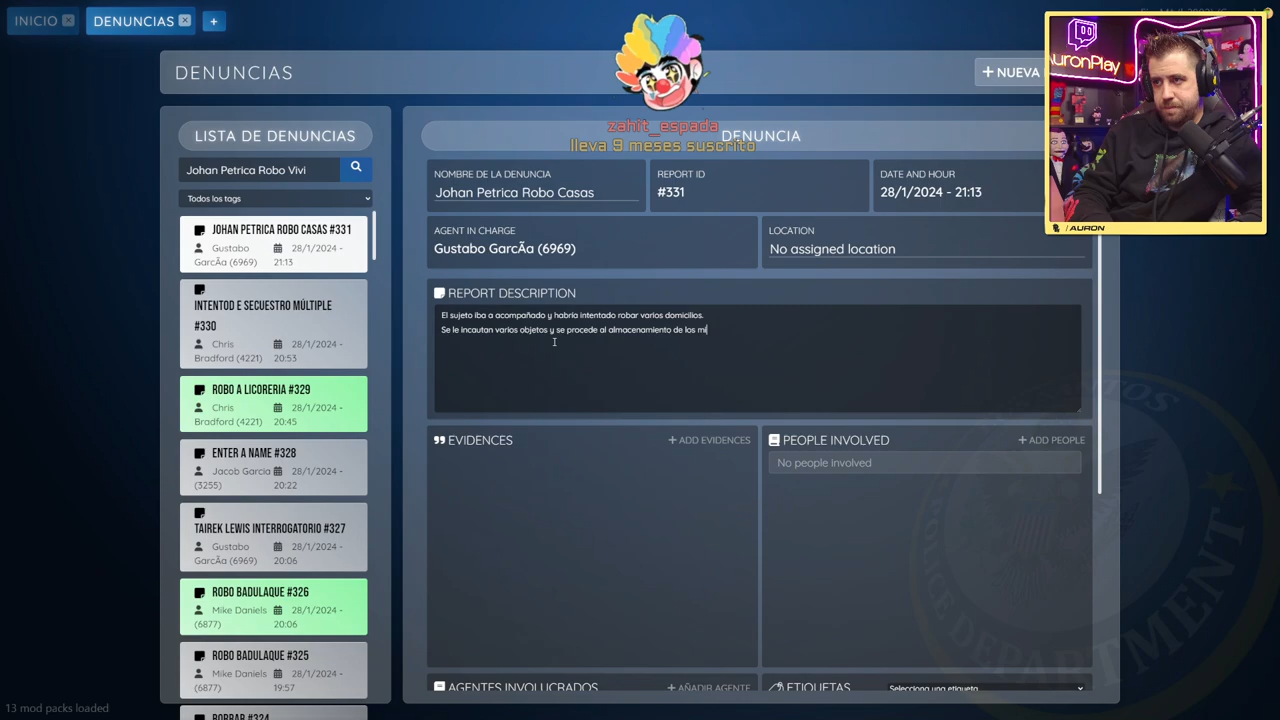 INICIO
DENUNCIAS
+
DENUNCIAS
+ NUEVA
AuronPlay
/AURON
zahit_espada
lleva 9 meses suscrito
LISTA DE DENUNCIAS
Johan Petrica Robo Vivi
Todos los tags
JOHAN PETRICA ROBO CASAS #331
Gustabo GarcÃa (6969)
28/1/2024 - 21:13
INTENTOD E SECUESTRO MÚLTIPLE #330
Chris Bradford (4221)
28/1/2024 - 20:53
ROBO A LICORERIA #329
Chris Bradford (4221)
28/1/2024 - 20:45
ENTER A NAME #328
Jacob Garcia (3255)
28/1/2024 - 20:22
TAIREK LEWIS INTERROGATORIO #327
Gustabo GarcÃa (6969)
28/1/2024 - 20:06
ROBO BADULAQUE #326
Mike Daniels (6877)
28/1/2024 - 20:06
ROBO BADULAQUE #325
Mike Daniels (6877)
28/1/2024 - 19:57
BORRAR #324
DENUNCIA
NOMBRE DE LA DENUNCIA
Johan Petrica Robo Casas
REPORT ID
#331
DATE AND HOUR
28/1/2024 - 21:13
AGENT IN CHARGE
Gustabo GarcÃa (6969)
LOCATION
No assigned location
REPORT DESCRIPTION
El sujeto iba a acompañado y habría intentado robar varios domicilios.
Se le incautan varios objetos y se procede al almacenamiento de los mi
EVIDENCES
+ ADD EVIDENCES
PEOPLE INVOLVED
+ ADD PEOPLE
No people involved
AGENTES INVOLUCRADOS
+ AÑADIR AGENTE
ETIQUETAS
Selecciona una etiqueta
13 mod packs loaded